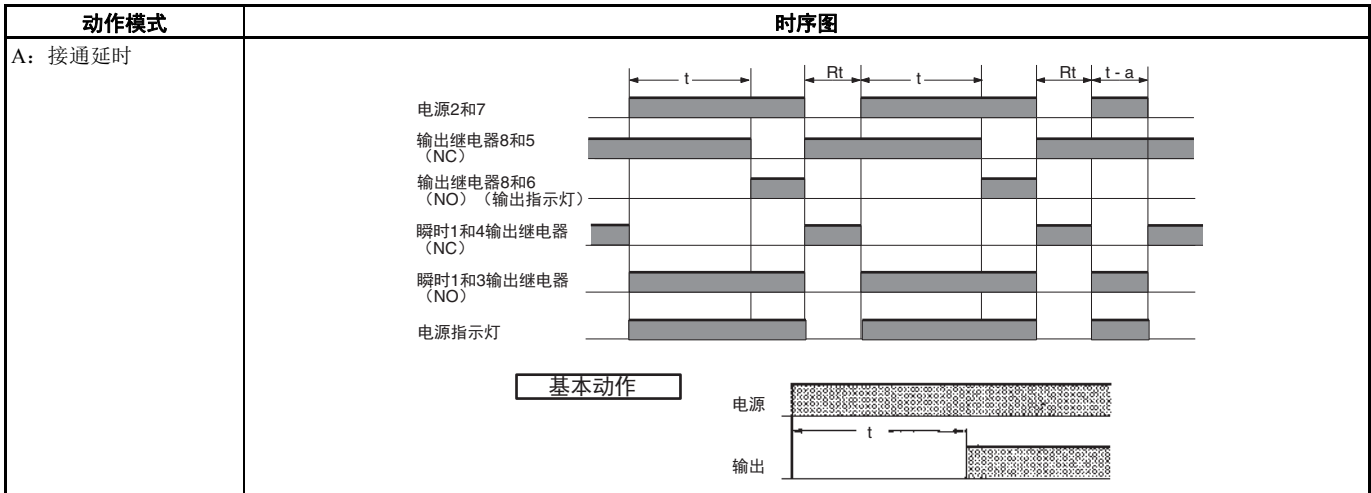 动作模式 时序图
A：接通延时
t Rt t Rt t - a
电源2和7
输出继电器8和5
（NC）
输出继电器8和6
（NO）（输出指示灯）
瞬时1和4输出继电器
（NC）
瞬时1和3输出继电器
（NO）
电源指示灯
基本动作
电源
t
输出